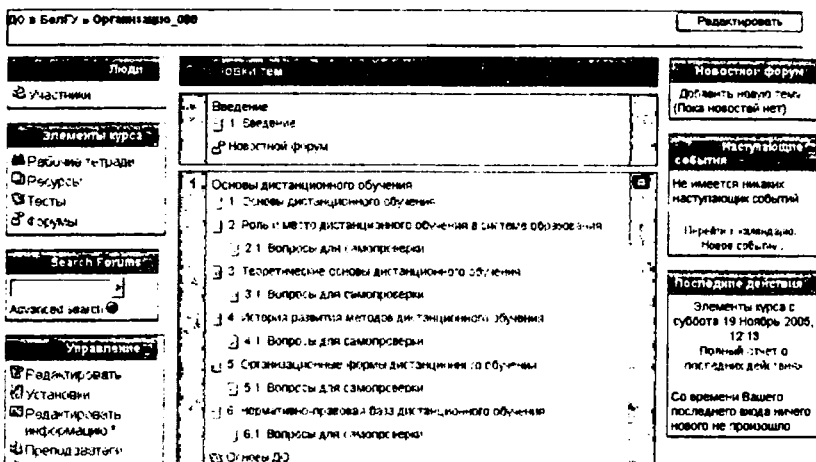 ДО в БелГУ » Организацию_080
Редактировать
Люди
Участники
Элементы курса
Рабочие тетради
Ресурсы
Тесты
Форумы
Search Forums
Advanced search
Управление
Редактировать
Установки
Редактировать
информацию
Преподаватели
тем
Введение
1 Введение
Новостной форум
1
Основы дистанционного обучения
1 Основы дистанционного обучения
2 Роль и место дистанционного обучения в системе образования
2.1 Вопросы для самопроверки
3 Теоретические основы дистанционного обучения
3.1 Вопросы для самопроверки
4 История развития методов дистанционного обучения
4.1 Вопросы для самопроверки
5 Организационные формы дистанционного обучения
5.1 Вопросы для самопроверки
6 Нормативно-правовая база дистанционного обучения
6.1 Вопросы для самопроверки
Основы ДО
Новостной форум
Добавить новую тему
(Пока новостей нет)
Наступающие
события
Не имеется никаких
наступающих событий
Перейти к календарю.
Новое событие.
Последние действия
Элементы курса с
суббота 19 Ноябрь 2005,
12:13
Полный отчет о
последних действиях
Со времени Вашего
последнего входа ничего
нового не произошло